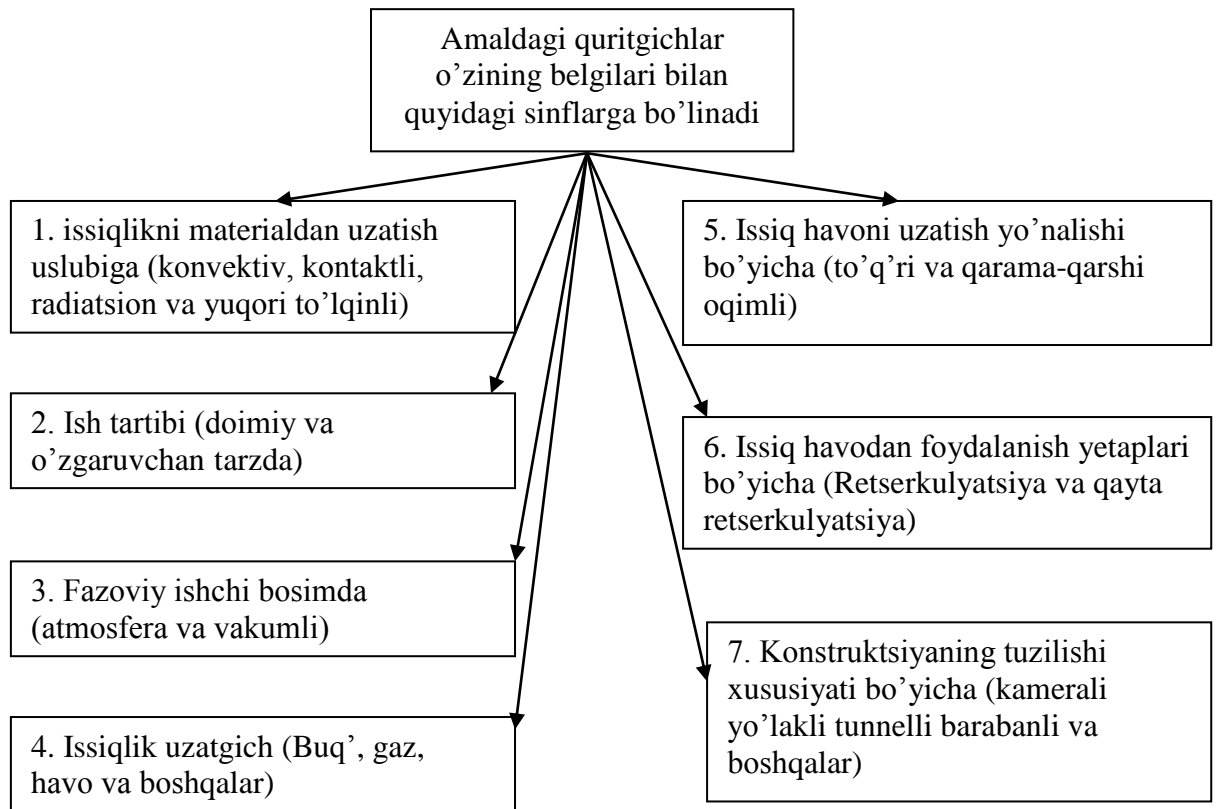 Amaldagi quritgichlar
o’zining belgilari bilan
quyidagi sinflarga bo’linadi
1. issiqlikni materialdan uzatish
uslubiga (konvektiv, kontaktli,
radiatsion va yuqori to’lqinli)
2. Ish tartibi (doimiy va
o’zgaruvchan tarzda)
3. Fazoviy ishchi bosimda
(atmosfera va vakumli)
4. Issiqlik uzatgich (Buq’, gaz,
havo va boshqalar)
5. Issiq havoni uzatish yo’nalishi
bo’yicha (to’q’ri va qarama-qarshi
oqimli)
6. Issiq havodan foydalanish yetaplari
bo’yicha (Retserkulyatsiya va qayta
retserkulyatsiya)
7. Konstruktsiyaning tuzilishi
xususiyati bo’yicha (kamerali
yo’lakli tunnelli barabanli va
boshqalar)